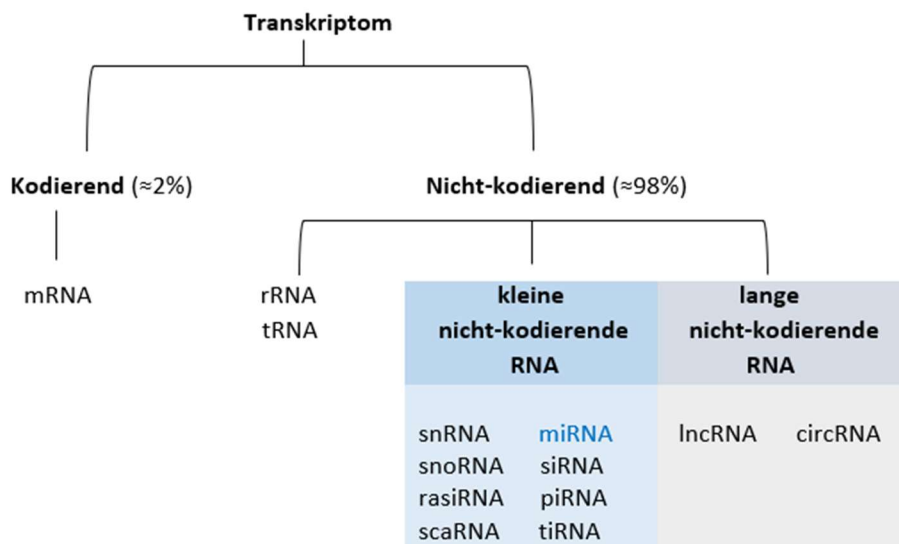 Transkriptom
Kodierend (≈2%)
Nicht-kodierend (≈98%)
mRNA
rRNA
tRNA
kleine
nicht-kodierende
RNA
lange
nicht-kodierende
RNA
snRNA miRNA
snoRNA siRNA
rasiRNA piRNA
scaRNA tiRNA
lncRNA circRNA